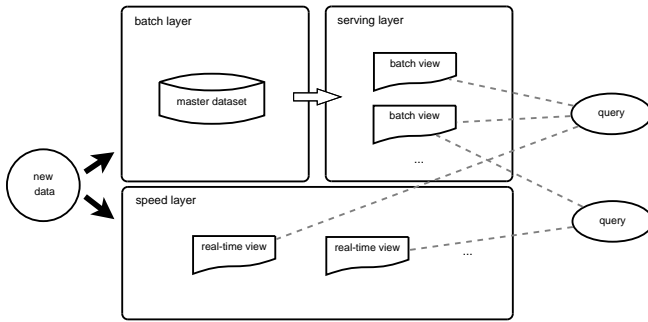 batch layer
serving layer
batch view
master dataset
batch view
query
...
new
data
speed layer
query
real-time view
real-time view
...